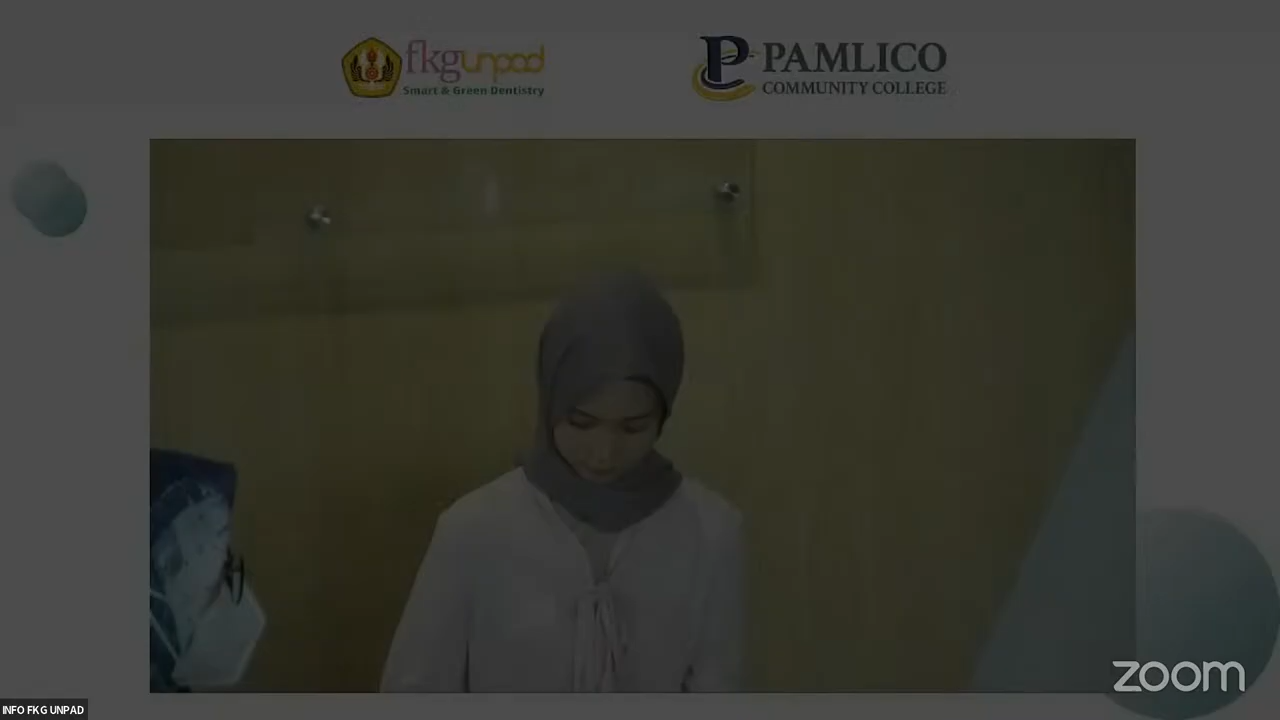 fkgunpad
Smart & Green Dentistry
PAMLICO
COMMUNITY COLLEGE
zoom
INFO FKG UNPAD